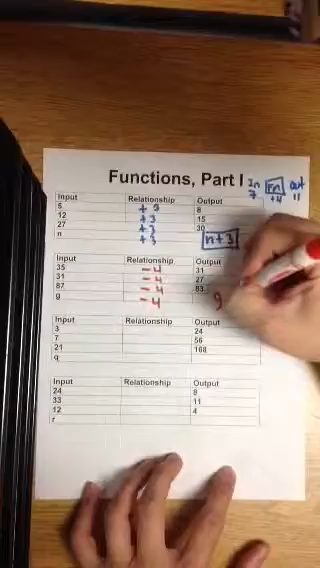 Functions, Part I
In fn out
7 +4 11
Input Relationship Output
5 + 3 8
12 + 3 15
27 + 3 30
n + 3 n+3
Input Relationship Output
35 - 4 31
31 - 4 27
87 - 4 83
g - 4 g
Input Relationship Output
3 24
7 56
21 168
q
Input Relationship Output
24 8
33 11
12 4
r